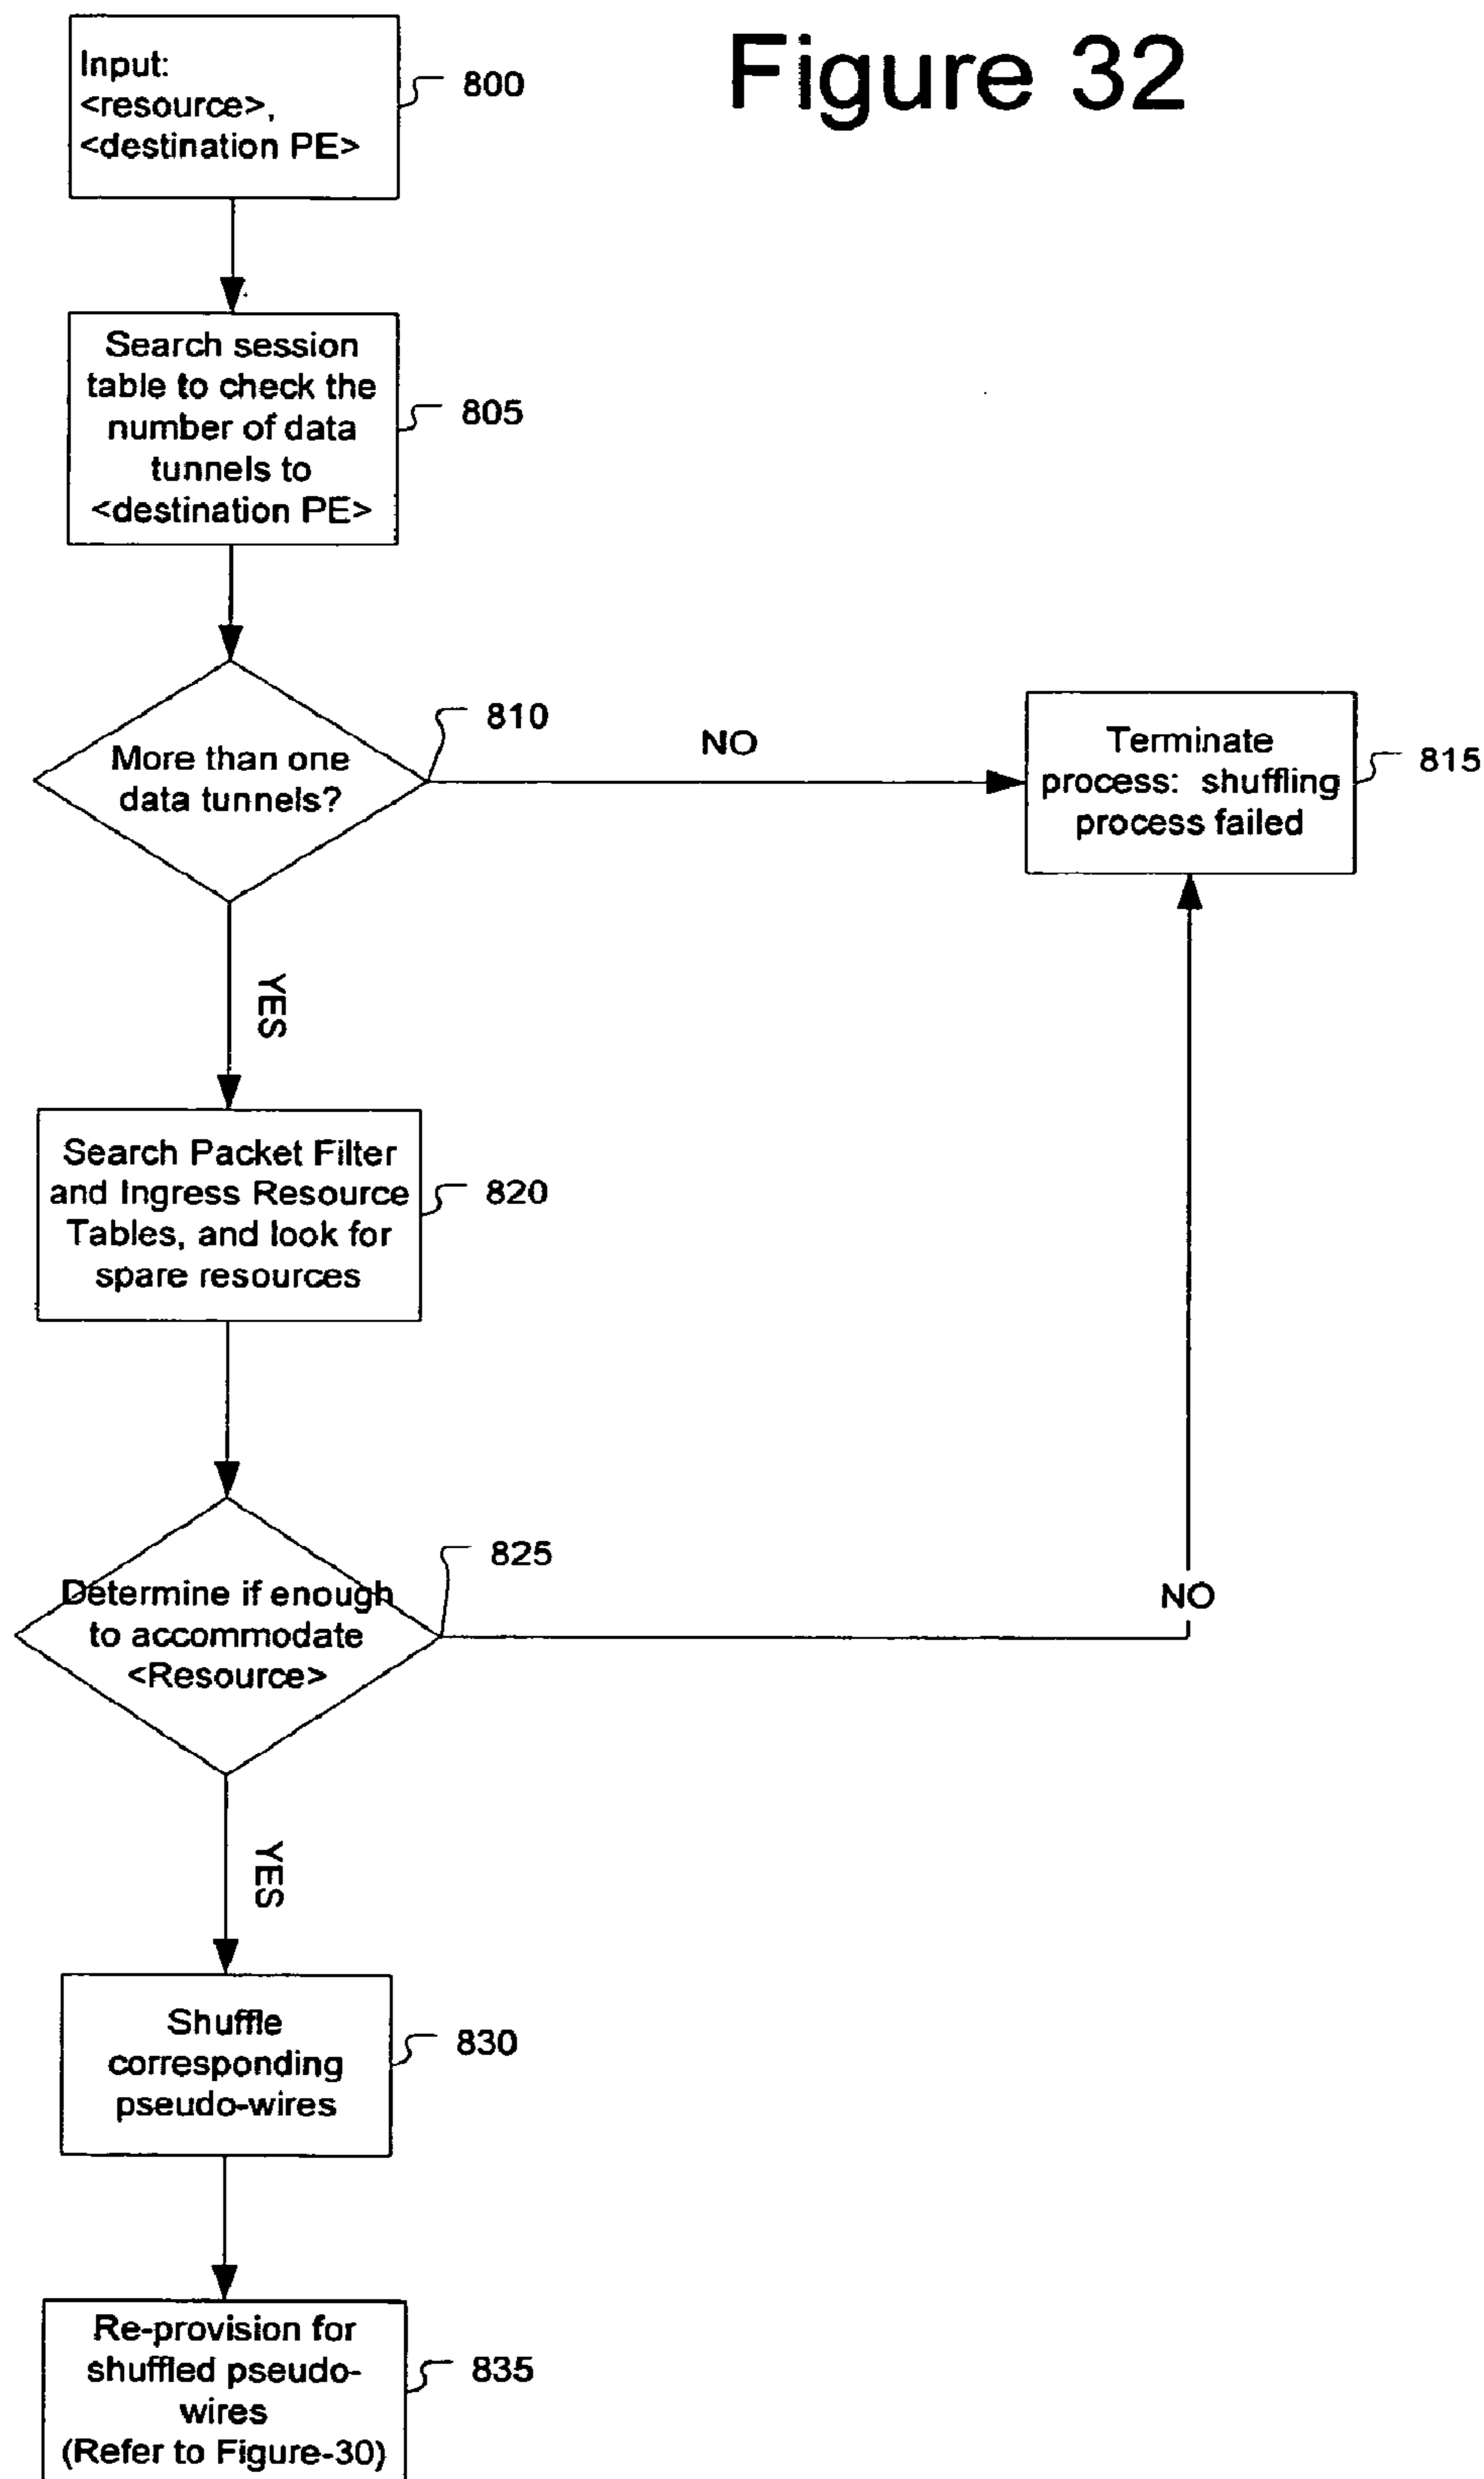 Figure 32
Input:
<resource>,
<destination PE>
800
Search session
table to check the
number of data
tunnels to
<destination PE>
805
More than one
data tunnels?
810
NO
Terminate
process: shuffling
process failed
815
YES
Search Packet Filter
and Ingress Resource
Tables, and look for
spare resources
820
Determine if enough
to accommodate
<Resource>
825
NO
YES
Shuffle
corresponding
pseudo-wires
830
Re-provision for
shuffled pseudo-
wires
(Refer to Figure-30)
835